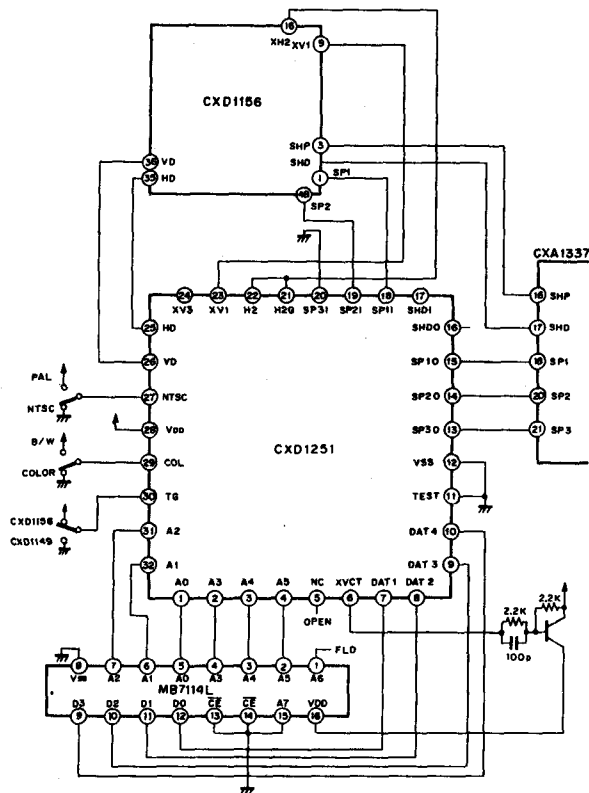 16
XH2
9
XV1
CXD1156
3
SHP
SHD
36 VD
35 HD
1
SP1
48
SP2
CXA1337
24 23 22 21 20 19 18 17
XV3 XV1 H2 H2Q SP3I SP2I SP1I SHDI
18 SHP
17 SHD
SP1
20 SP2
21 SP3
25 HD
26 VD
27 NTSC
28 VDD
29 COL
30 TG
31 A2
32 A1
PAL
NTSC
B/W
COLOR
CXD1156
CXD1149
CXD1251
SHDO 16
SP1O 15
SP2O 14
SP3O 13
VSS 12
TEST 11
DAT4 10
DAT3 9
A0 A3 A4 A5 NC XVCT DAT1 DAT2
1 2 3 4 5 6 7 8
OPEN
2.2K
2.2K
100p
FLD
8 7 6 5 4 3 2 1
VSS A2 A1 A0 A3 A4 A5 A6
MB7114L
D3 D2 D1 D0 CE CE A7 VDD
9 10 11 12 13 14 15 16